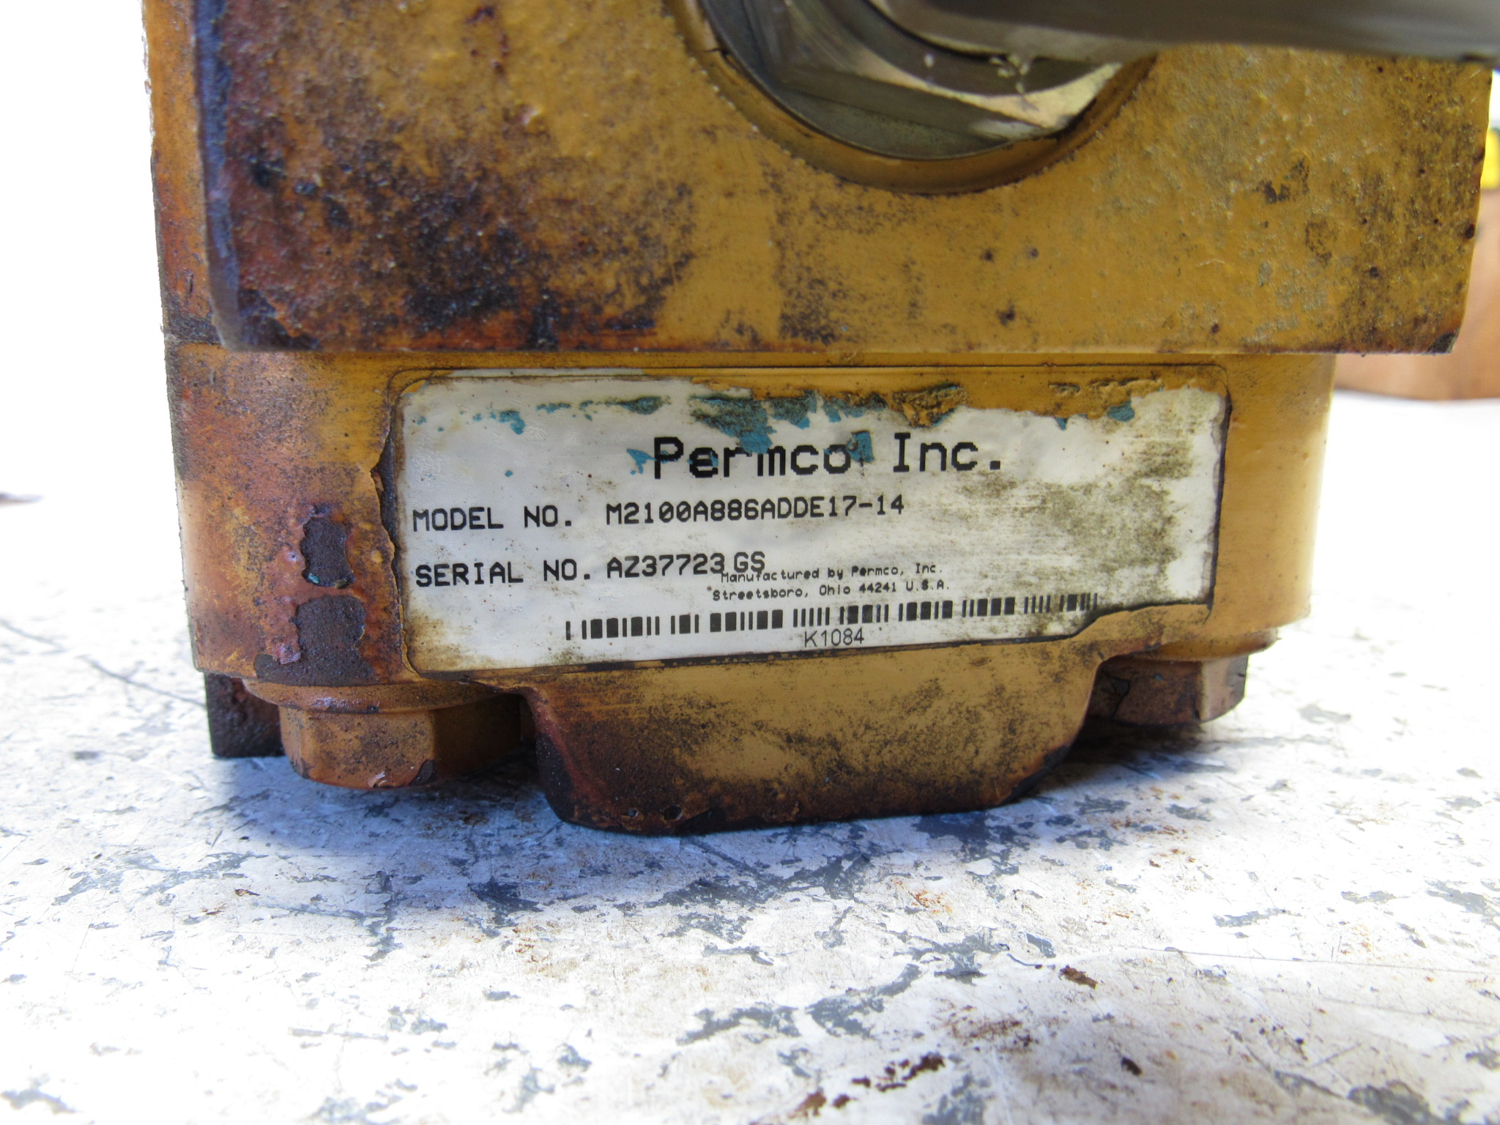 Permco Inc.
MODEL NO. M2100A886ADDE17-14
SERIAL NO. AZ37723 GS
Manufactured by Permco, Inc.
Streetsboro, Ohio 44241 U.S.A.
K1084